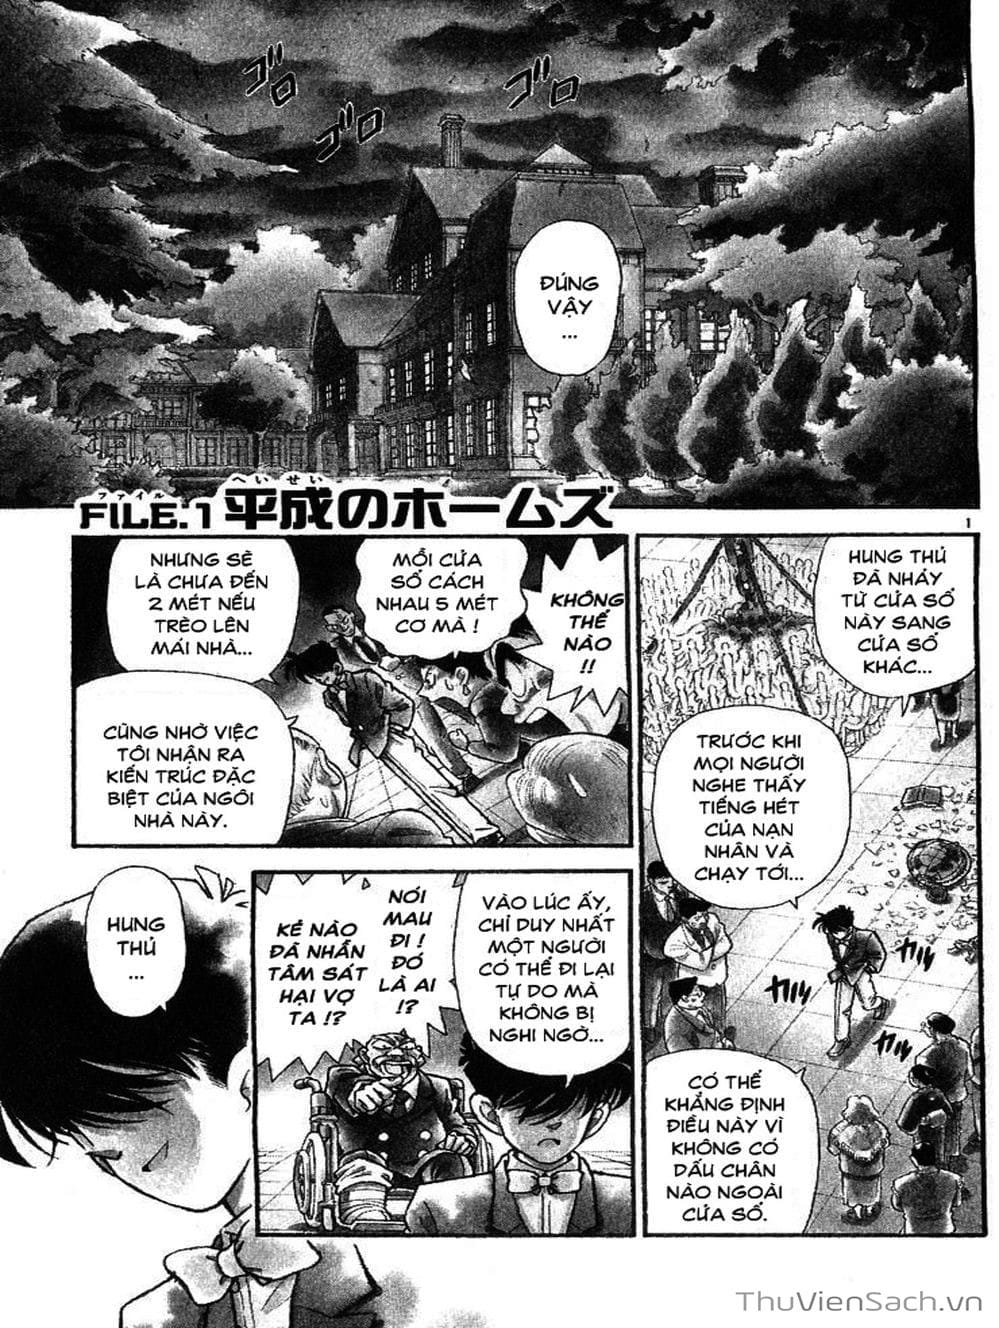 ゴロ
ゴロ
ゴロ
ĐÚNG
VẬY
...
ファイル
へいせい
FILE.1 平成のホームズ
1
HUNG THỦ
ĐÃ NHẢY
TỪ CỬA SỔ
NÀY SANG
CỬA SỔ
KHÁC...
TRƯỚC KHI
MỌI NGƯỜI
NGHE THẤY
TIẾNG HÉT
CỦA NẠN
NHÂN VÀ
CHẠY TỚI...
カツ
カツ
カツ
CÓ THỂ
KHẲNG ĐỊNH
ĐIỀU NÀY VÌ
KHÔNG CÓ
DẤU CHÂN
NÀO NGOÀI
CỬA SỔ.
KHÔNG
THỂ
NÀO
!!
MỖI CỬA
SỔ CÁCH
NHAU 5 MÉT
CƠ MÀ !
NHƯNG SẼ
LÀ CHƯA ĐẾN
2 MÉT NẾU
TRÈO LÊN
MÁI NHÀ...
CŨNG NHỜ VIỆC
TÔI NHẬN RA
KIẾN TRÚC ĐẶC
BIỆT CỦA NGÔI
NHÀ NÀY.
VÀO LÚC ẤY,
CHỈ DUY NHẤT
MỘT NGƯỜI
CÓ THỂ ĐI LẠI
TỰ DO MÀ
KHÔNG BỊ
NGHI NGỜ...
NÓI
MAU
ĐI !
ĐÓ
LÀ AI
!?
KẺ NÀO
ĐÃ NHẪN
TÂM SÁT
HẠI VỢ
TA !?
HUNG
THỦ
...
ThuVienSach.vn